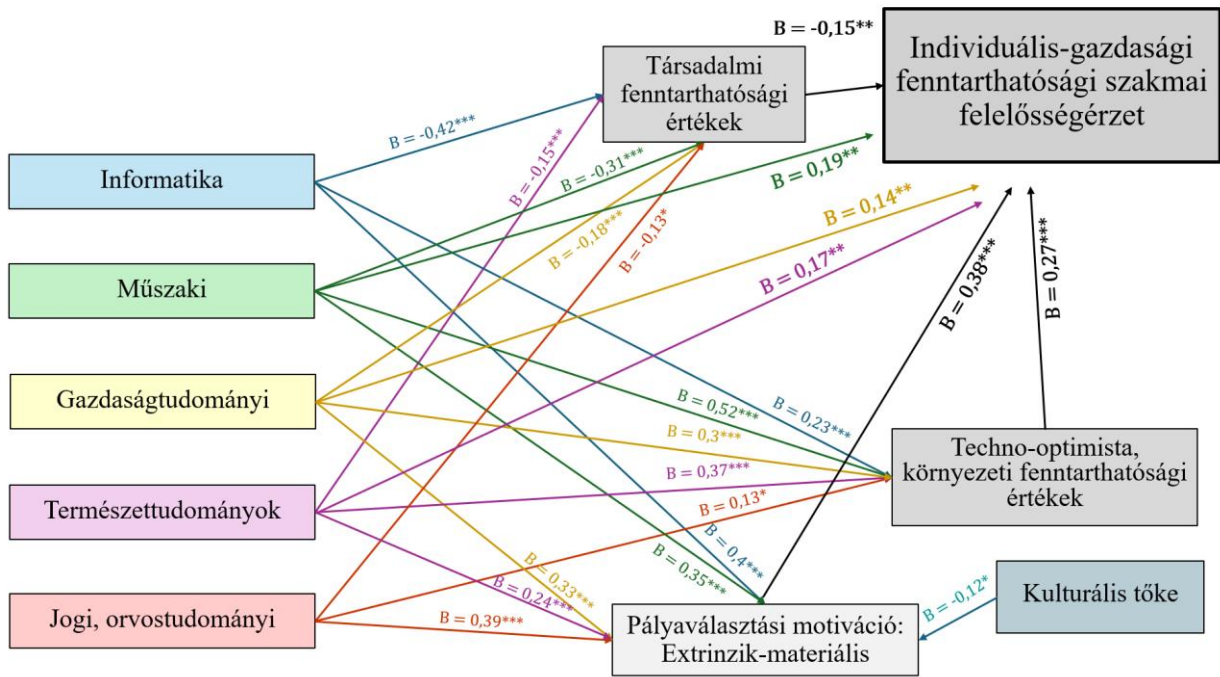 B = -0,15**
Individuális-gazdasági
fenntarthatósági szakmai
felelősségérzet
Társadalmi
fenntarthatósági
értékek
B = -0,42***
B = -0,15***
B = -0,31***
B = 0,19**
Informatika
B = -0,18***
B = -0,13*
B = 0,14**
B = 0,17**
B = 0,38***
B = 0,27***
Műszaki
Gazdaságtudományi
B = 0,52***
B = 0,23***
B = 0,3***
Techno-optimista,
környezeti fenntarthatósági
értékek
B = 0,37***
B = 0,13*
Természettudományok
B = 0,4***
B = 0,35***
B = 0,33***
B = 0,24***
B = 0,39***
Jogi, orvostudományi
Pályaválasztási motiváció:
Extrinzik-materiális
B = -0,12*
Kulturális tőke